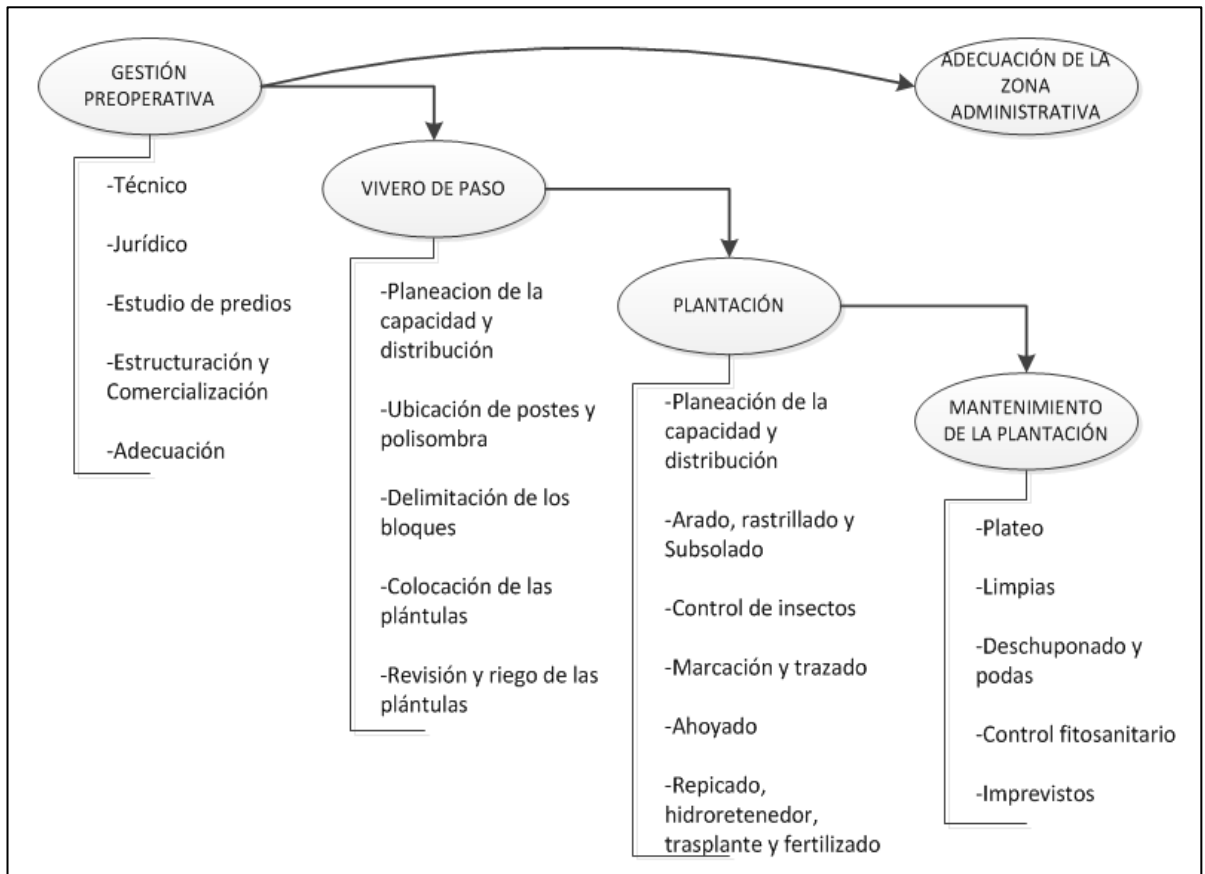 GESTIÓN
PREOPERATIVA
-Técnico
-Jurídico
-Estudio de predios
-Estructuración y
Comercialización
-Adecuación
ADECUACIÓN DE LA
ZONA
ADMINISTRATIVA
VIVERO DE PASO
-Planeacion de la
capacidad y
distribución
-Ubicación de postes y
polisombra
-Delimitación de los
bloques
-Colocación de las
plántulas
-Revisión y riego de las
plántulas
PLANTACIÓN
-Planeación de la
capacidad y
distribución
-Arado, rastrillado y
Subsolado
-Control de insectos
-Marcación y trazado
-Ahoyado
-Repicado,
hidroretenedor,
trasplante y fertilizado
MANTENIMIENTO
DE LA PLANTACIÓN
-Plateo
-Limpias
-Deschuponado y
podas
-Control fitosanitario
-Imprevistos